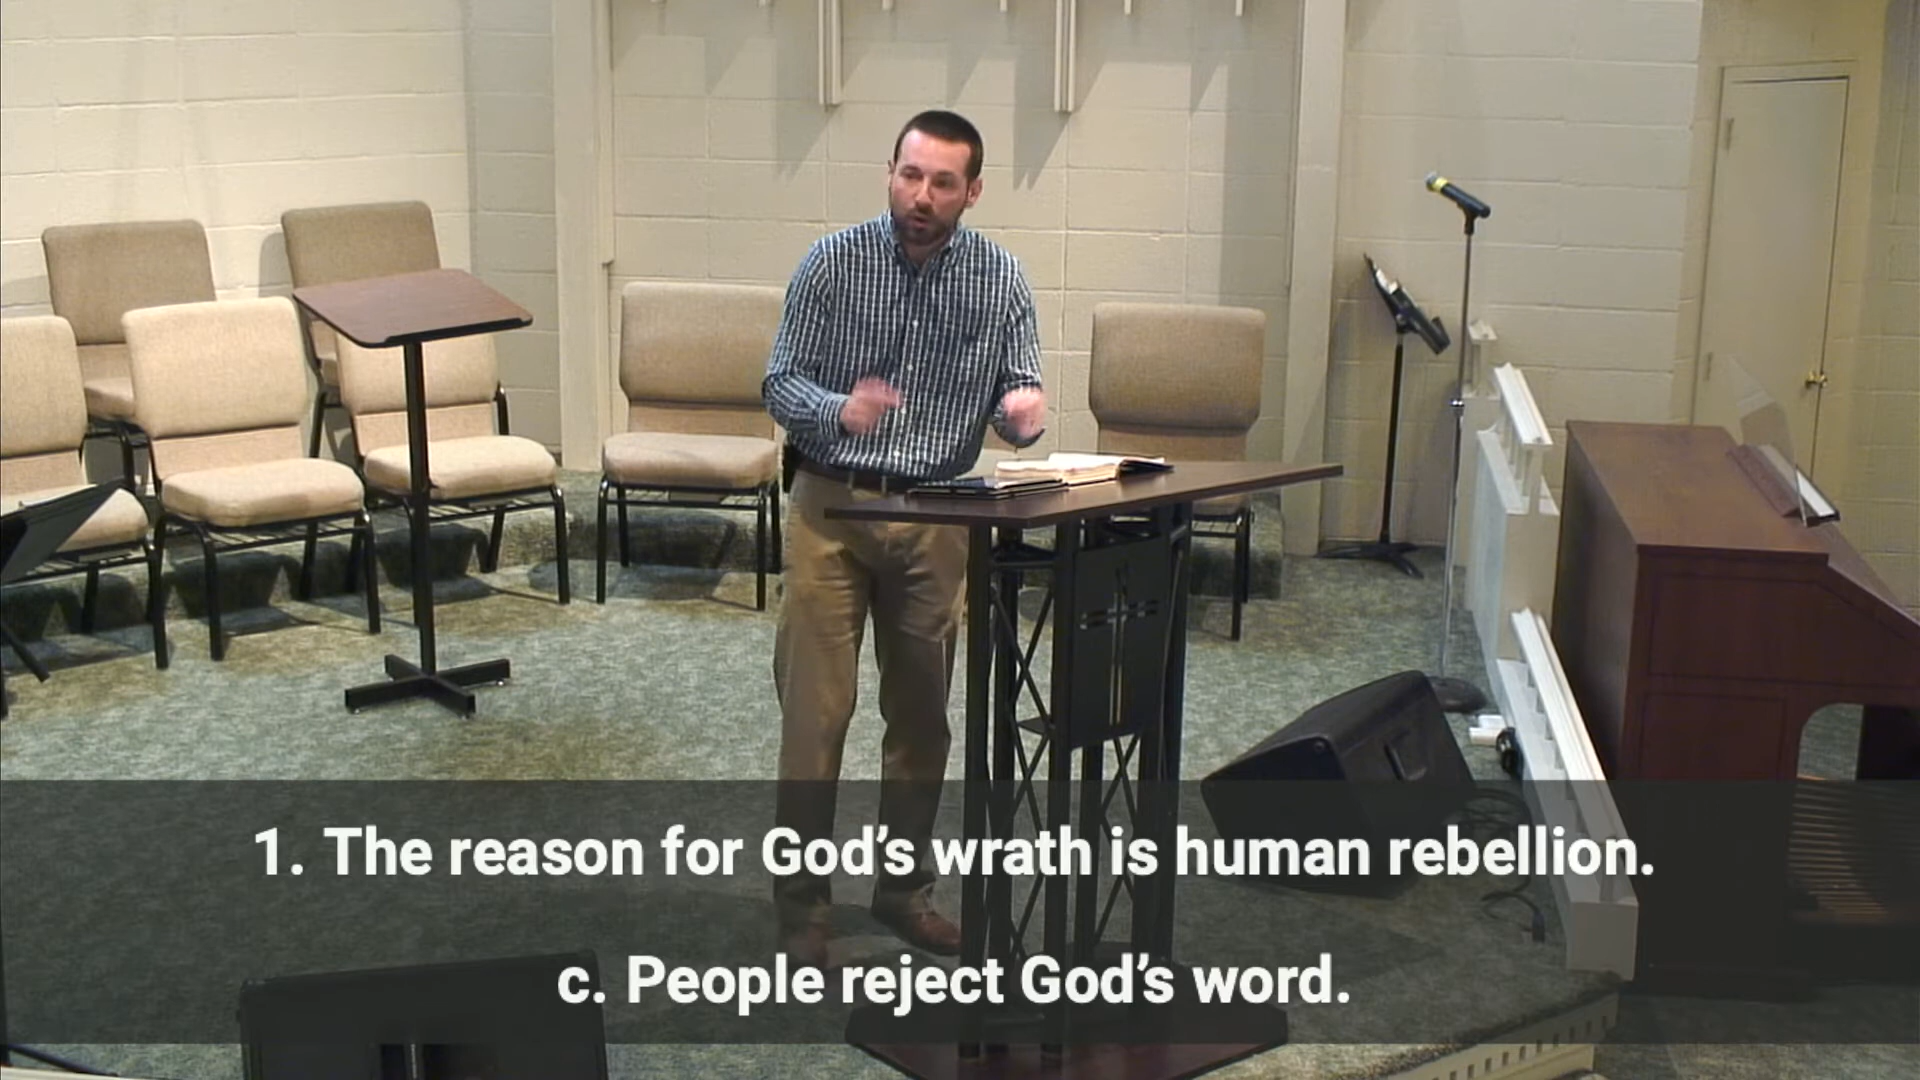 1. The reason for God’s wrath is human rebellion.
c. People reject God’s word.